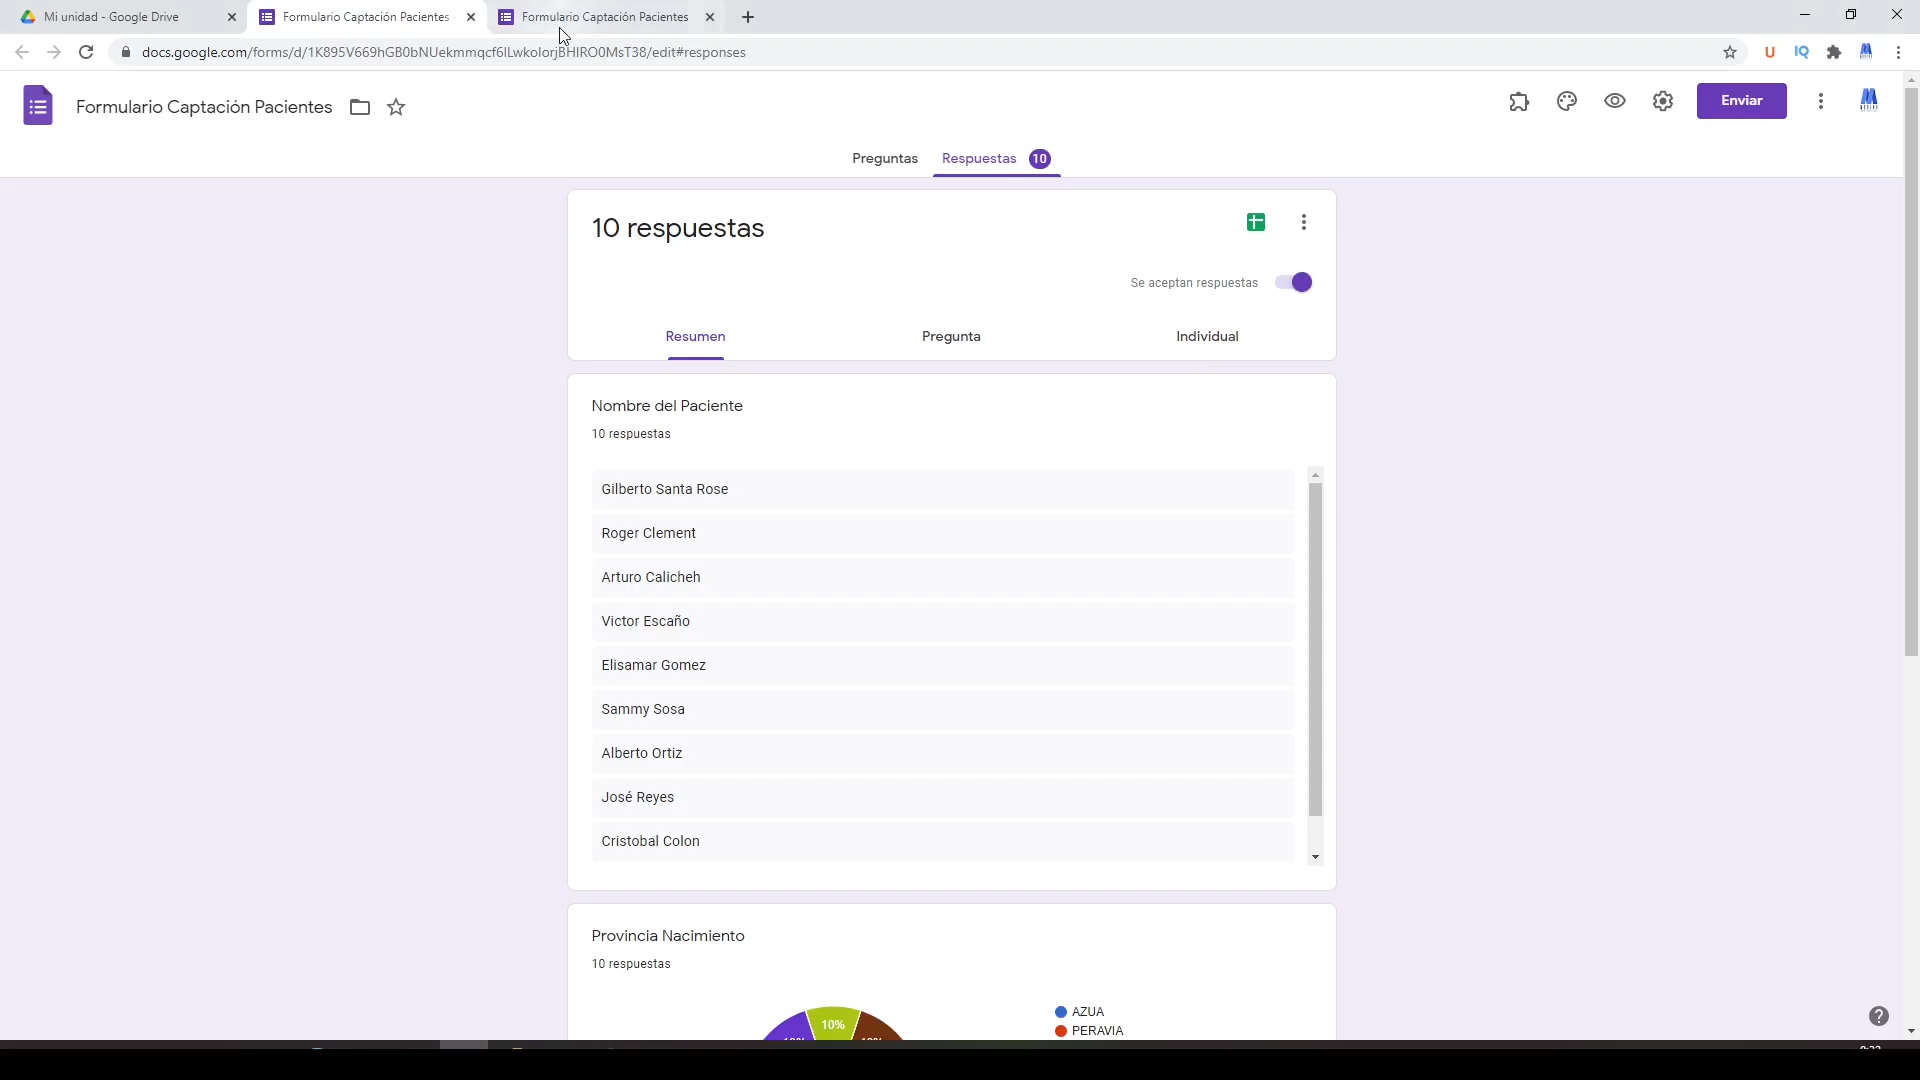 Mi unidad - Google Drive
Formulario Captación Pacientes
Formulario Captación Pacientes
docs.google.com/forms/d/1K895V669hGB0bNUekmmqcf6ILwkolorjBHIRO0MsT38/edit#responses
U
IQ
Formulario Captación Pacientes
Enviar
Preguntas
Respuestas 10
10 respuestas
Se aceptan respuestas
Resumen
Pregunta
Individual
Nombre del Paciente
10 respuestas
Gilberto Santa Rose
Roger Clement
Arturo Calicheh
Victor Escaño
Elisamar Gomez
Sammy Sosa
Alberto Ortiz
José Reyes
Cristobal Colon
Provincia Nacimiento
10 respuestas
AZUA
10%
PERAVIA